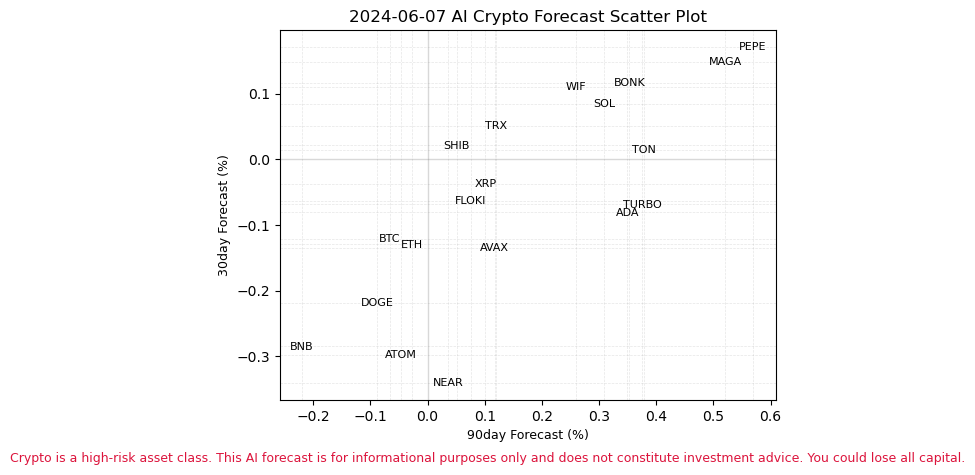 2024-06-07 AI Crypto Forecast Scatter Plot
PEPE
MAGA
BONK
WIF
0.1
SOL
TRX
SHIB
TON
0.0
XRP
FLOKI
TURBO
ADA
−0.1
BTC
ETH
AVAX
−0.2
DOGE
BNB
ATOM
−0.3
NEAR
30day Forecast (%)
−0.2 −0.1 0.0 0.1 0.2 0.3 0.4 0.5 0.6
90day Forecast (%)
Crypto is a high-risk asset class. This AI forecast is for informational purposes only and does not constitute investment advice. You could lose all capital.